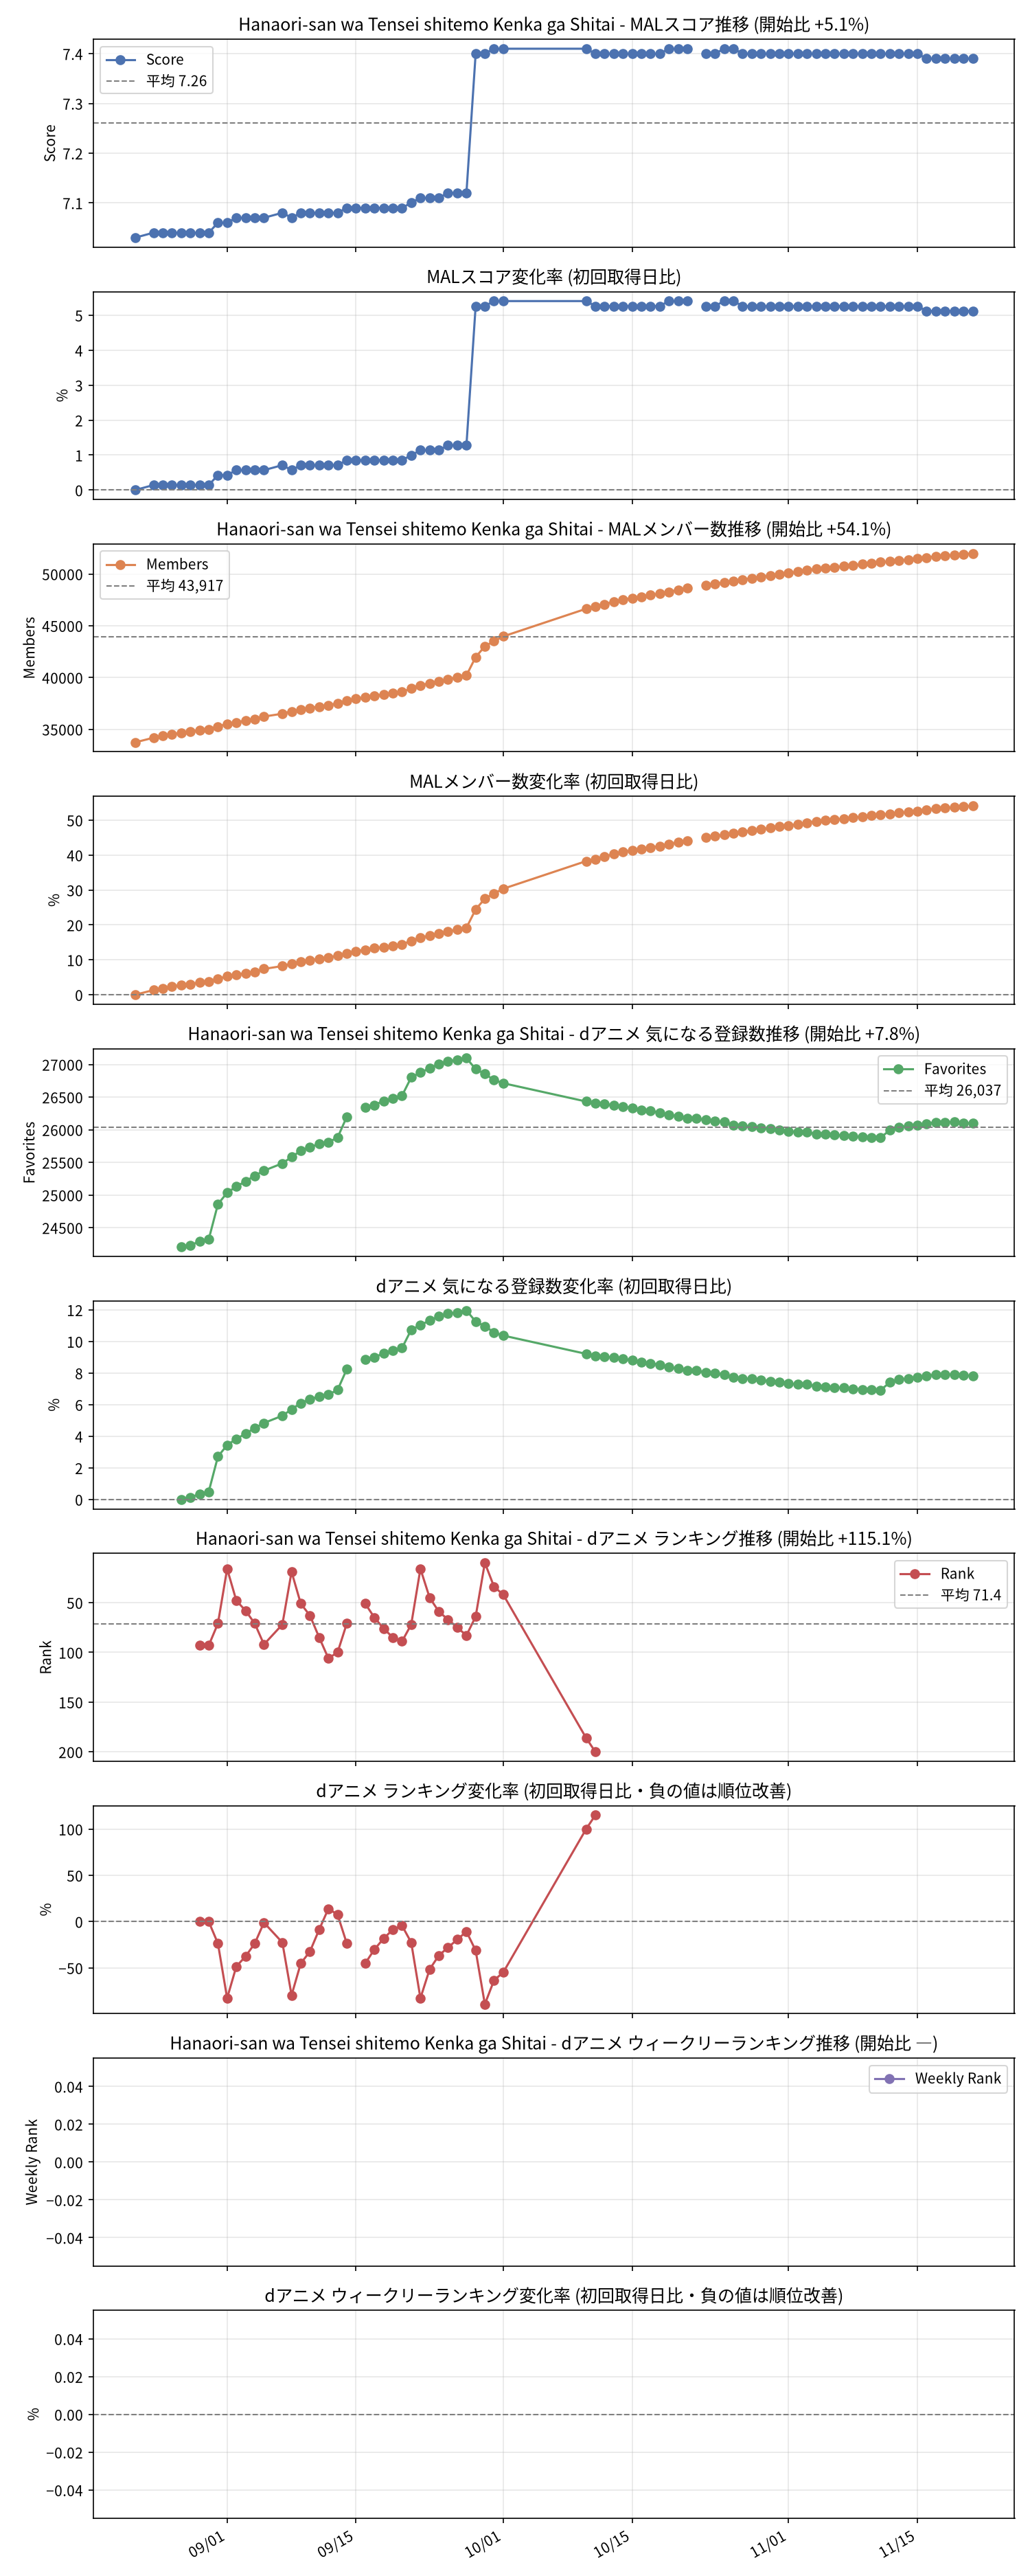 Hanaori-san wa Tensei shitemo Kenka ga Shitai - MALスコア推移 (開始比 +5.1%)
Score
平均 7.26
7.4
7.3
7.2
7.1
Score
MALスコア変化率 (初回取得日比)
5
4
3
2
1
0
%
Hanaori-san wa Tensei shitemo Kenka ga Shitai - MALメンバー数推移 (開始比 +54.1%)
Members
平均 43,917
50000
45000
40000
35000
Members
MALメンバー数変化率 (初回取得日比)
50
40
30
20
10
0
%
Hanaori-san wa Tensei shitemo Kenka ga Shitai - dアニメ 気になる登録数推移 (開始比 +7.8%)
Favorites
平均 26,037
27000
26500
26000
25500
25000
24500
Favorites
dアニメ 気になる登録数変化率 (初回取得日比)
12
10
8
6
4
2
0
%
Hanaori-san wa Tensei shitemo Kenka ga Shitai - dアニメ ランキング推移 (開始比 +115.1%)
Rank
平均 71.4
50
100
150
200
Rank
dアニメ ランキング変化率 (初回取得日比・負の値は順位改善)
100
50
0
−50
%
Hanaori-san wa Tensei shitemo Kenka ga Shitai - dアニメ ウィークリーランキング推移 (開始比 —)
Weekly Rank
0.04
0.02
0.00
−0.02
−0.04
Weekly Rank
dアニメ ウィークリーランキング変化率 (初回取得日比・負の値は順位改善)
0.04
0.02
0.00
−0.02
−0.04
%
09/01
09/15
10/01
10/15
11/01
11/15